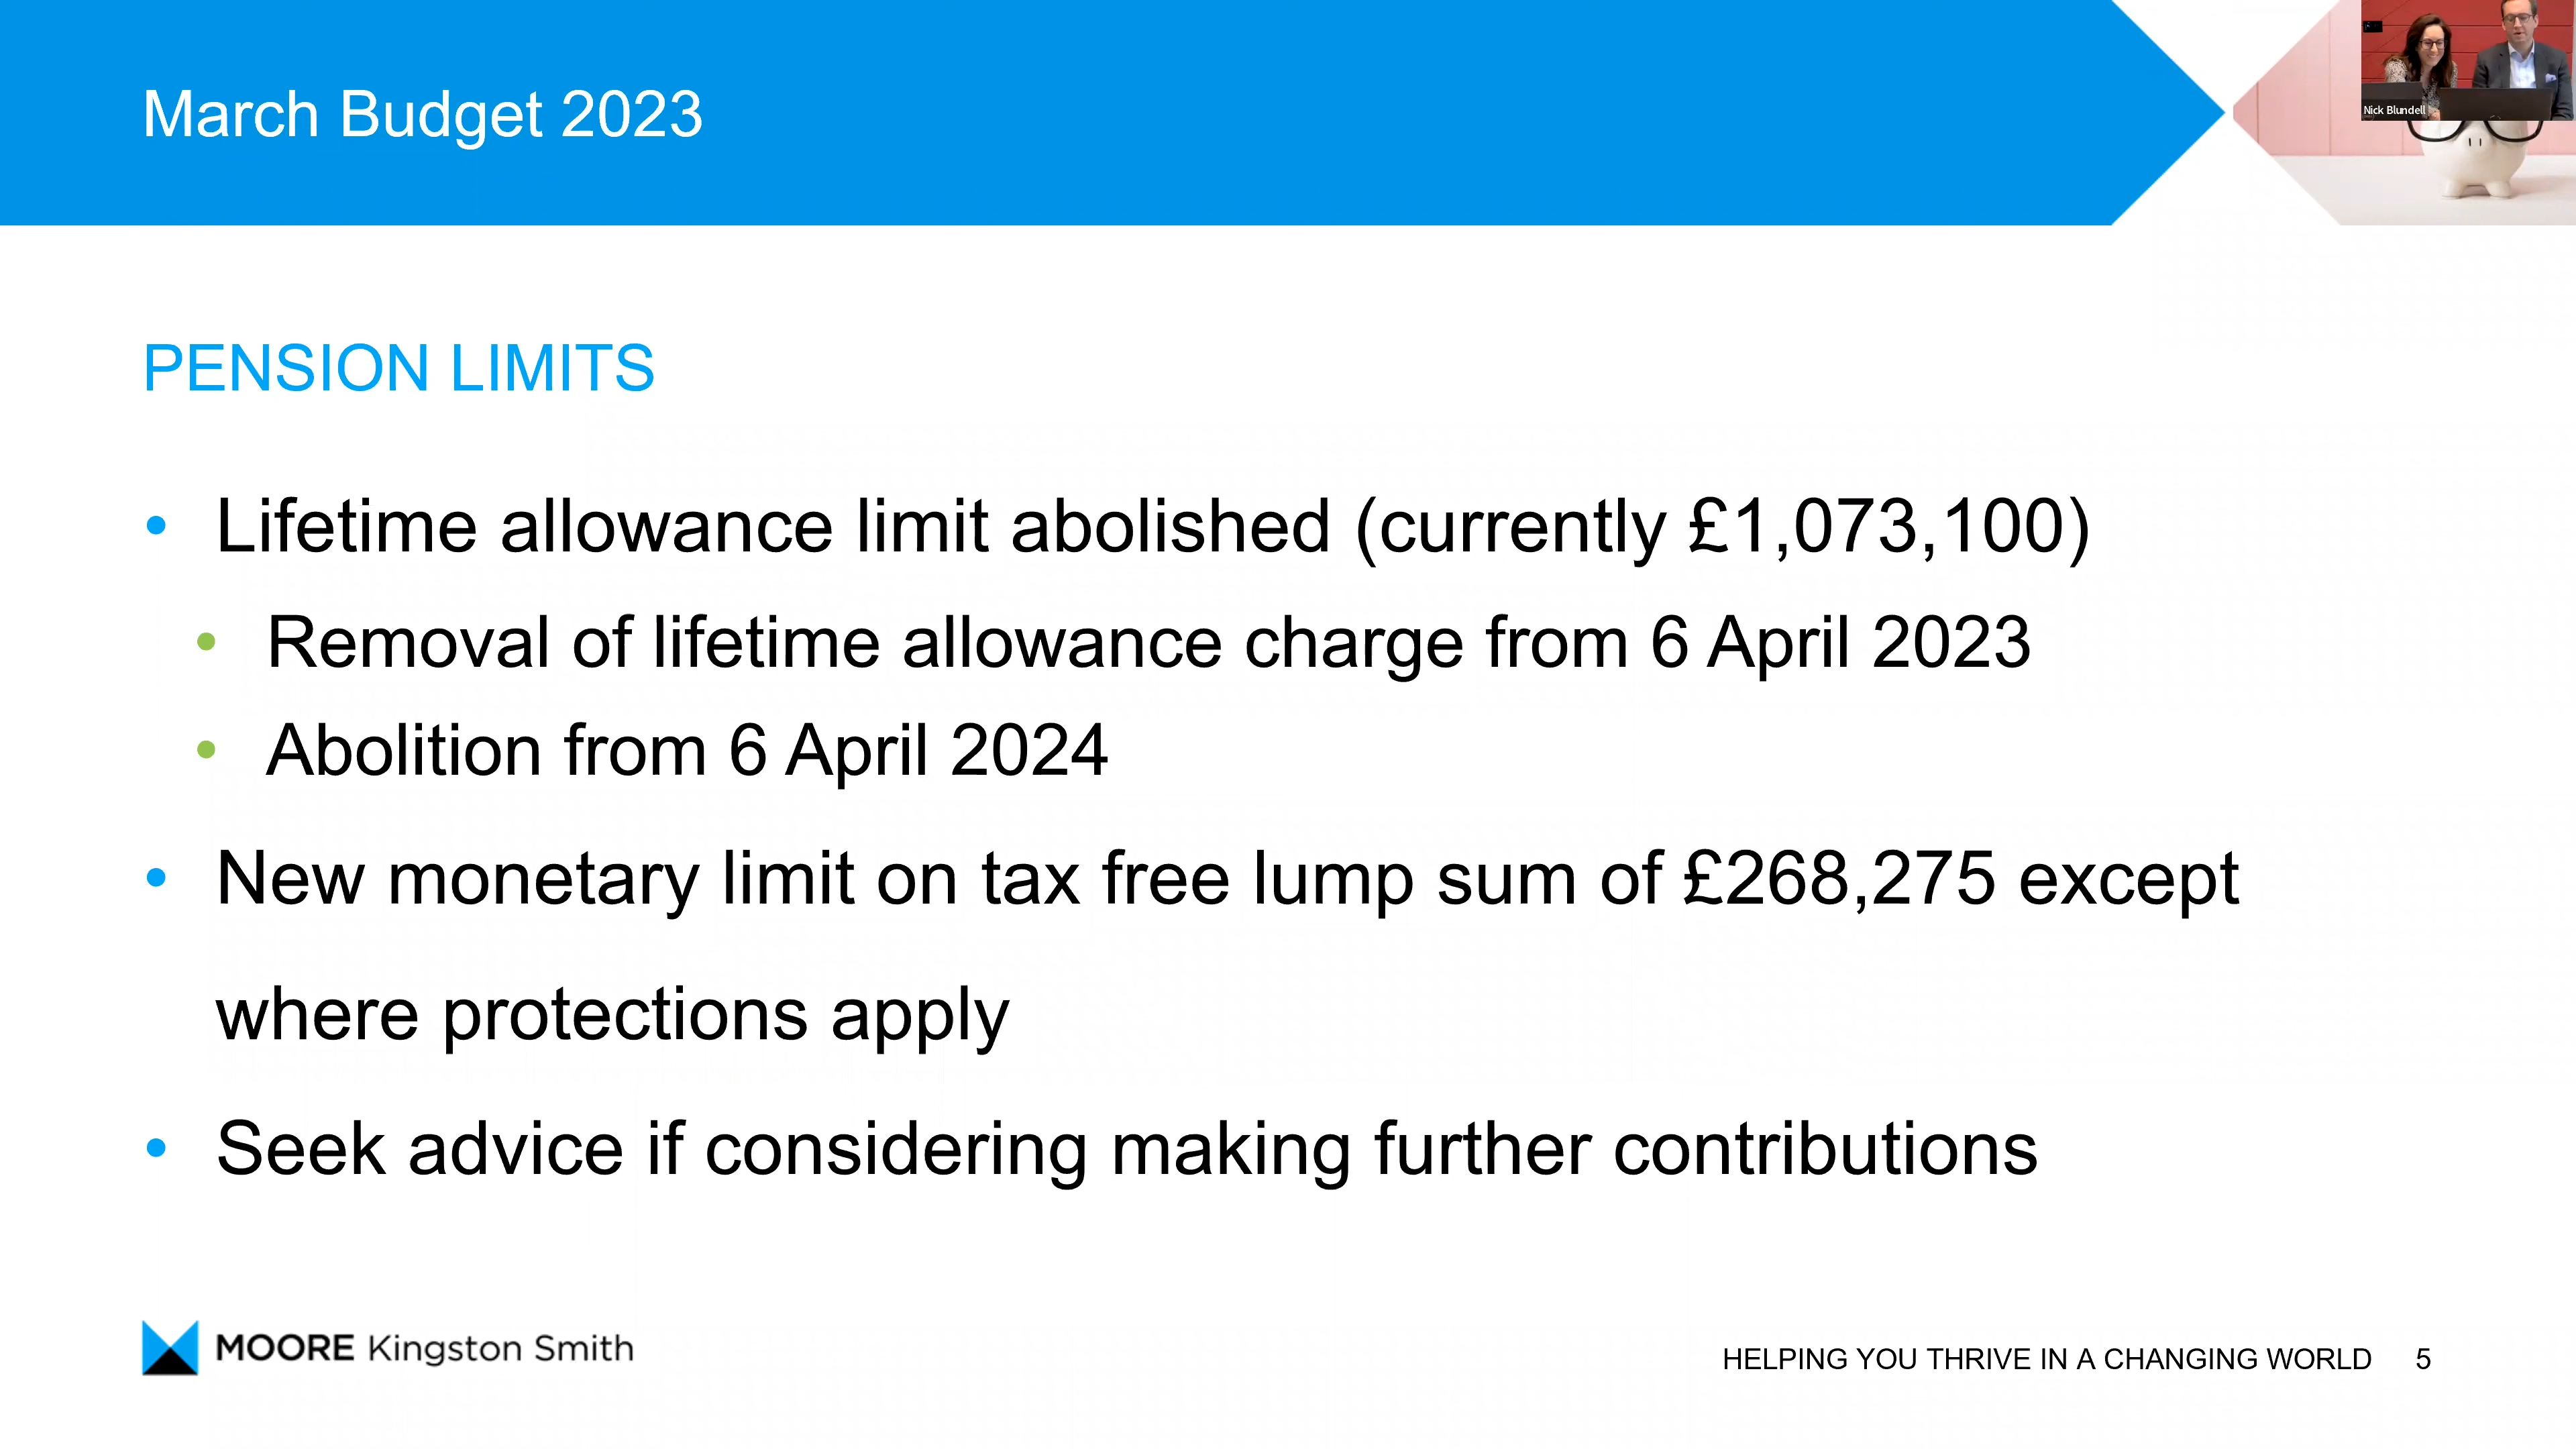 March Budget 2023
Nick Blundell
PENSION LIMITS
• Lifetime allowance limit abolished (currently £1,073,100)
• Removal of lifetime allowance charge from 6 April 2023
• Abolition from 6 April 2024
• New monetary limit on tax free lump sum of £268,275 except
where protections apply
• Seek advice if considering making further contributions
MOORE Kingston Smith
HELPING YOU THRIVE IN A CHANGING WORLD 5